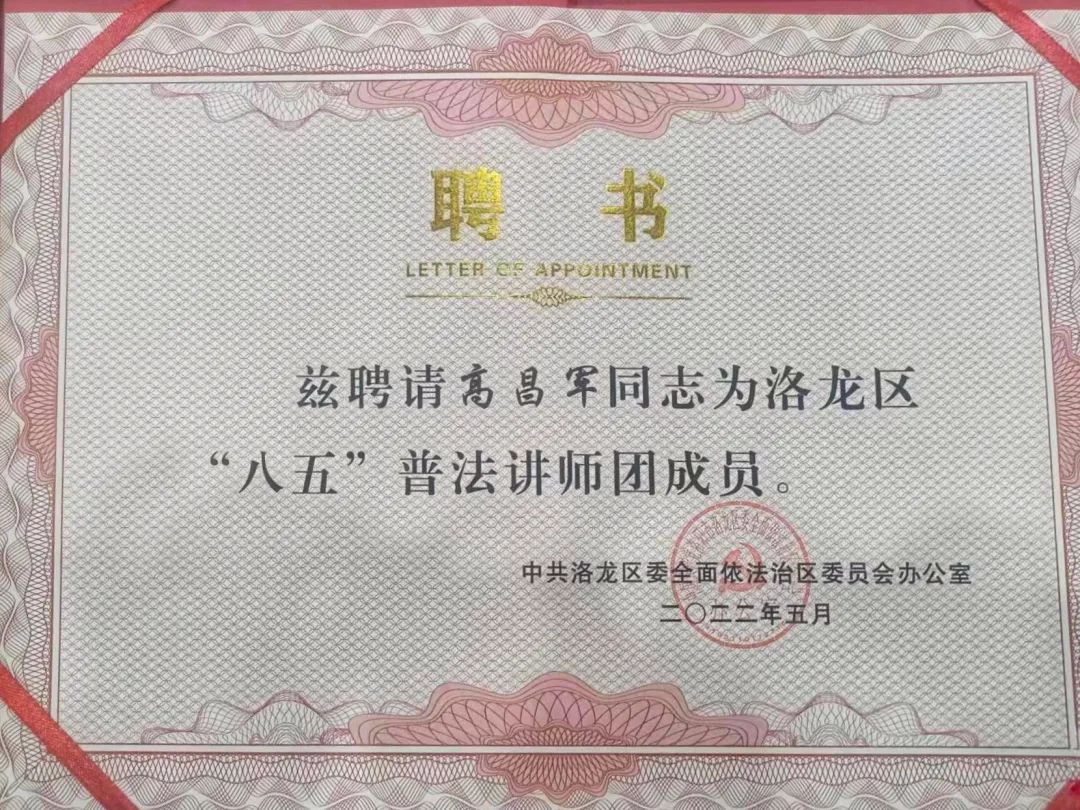 聘 书
LETTER OF APPOINTMENT
兹聘请高昌军同志为洛龙区
“八五”普法讲师团成员。
中共洛龙区委全面依法治区委员会办公室
二〇二二年五月